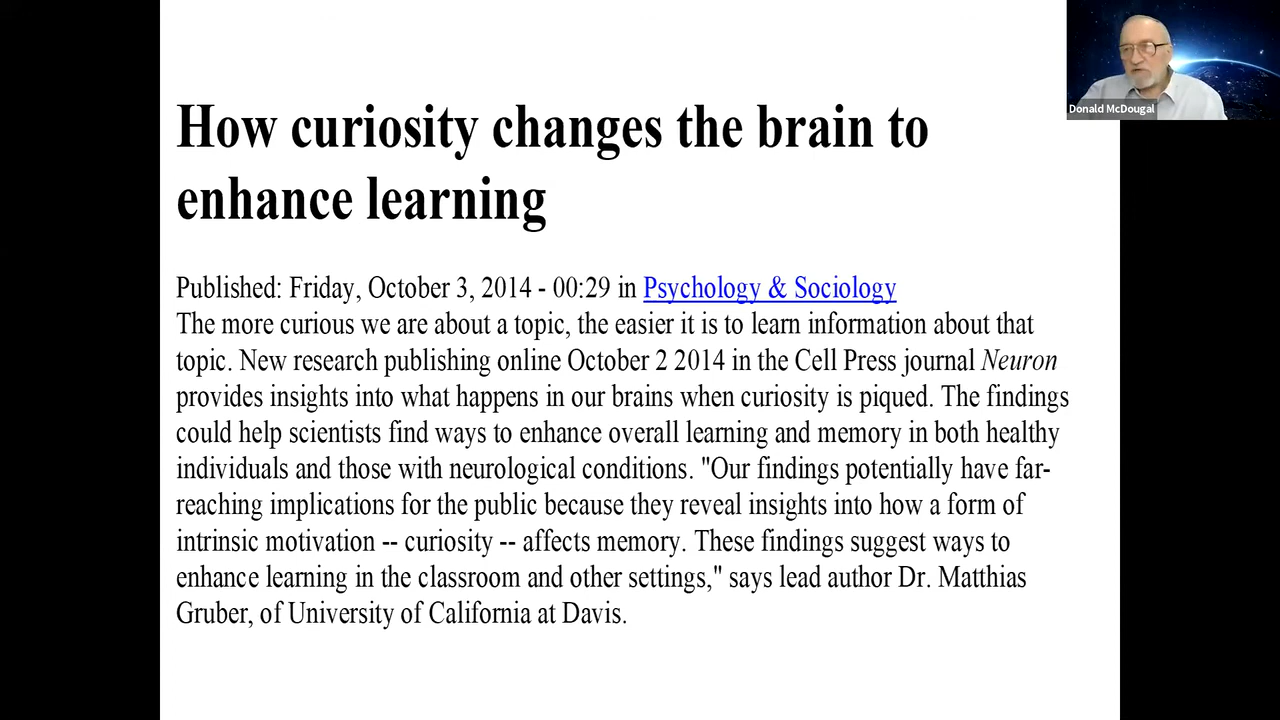 How curiosity changes the brain to
enhance learning
Published: Friday, October 3, 2014 - 00:29 in Psychology & Sociology
The more curious we are about a topic, the easier it is to learn information about that
topic. New research publishing online October 2 2014 in the Cell Press journal Neuron
provides insights into what happens in our brains when curiosity is piqued. The findings
could help scientists find ways to enhance overall learning and memory in both healthy
individuals and those with neurological conditions. "Our findings potentially have far-
reaching implications for the public because they reveal insights into how a form of
intrinsic motivation -- curiosity -- affects memory. These findings suggest ways to
enhance learning in the classroom and other settings," says lead author Dr. Matthias
Gruber, of University of California at Davis.
Donald McDougal